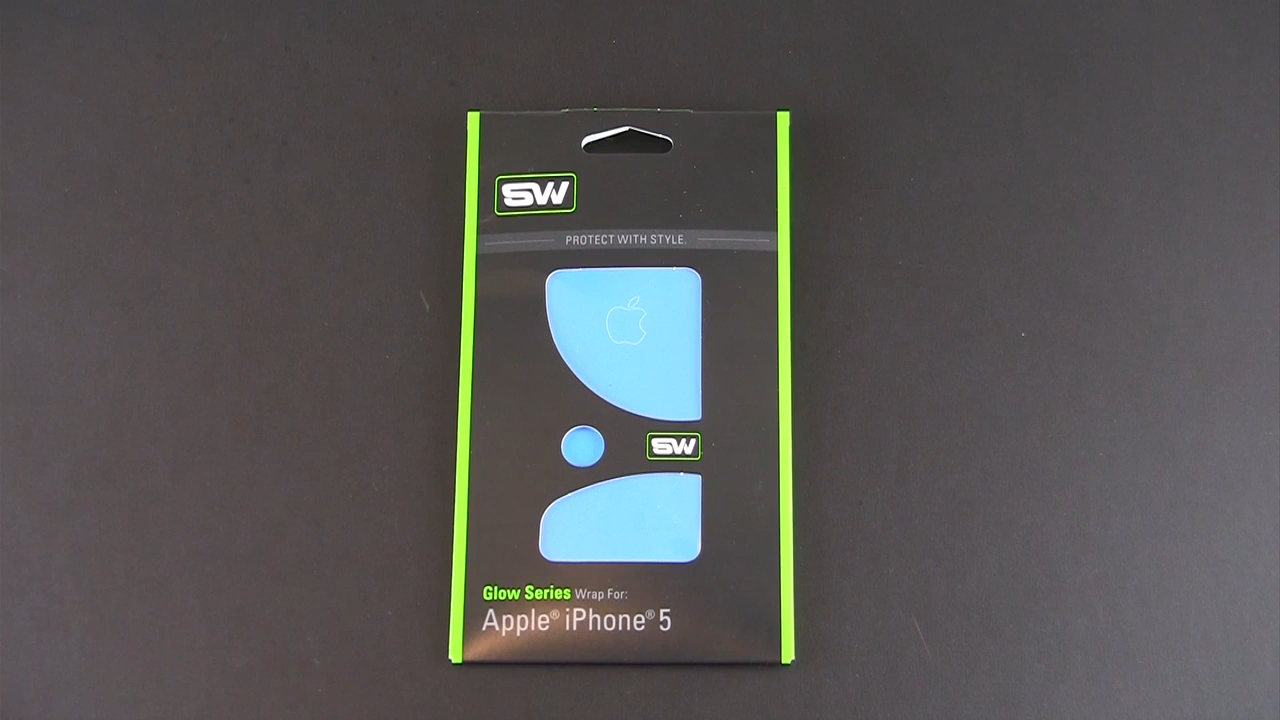 SW
PROTECT WITH STYLE.
SW
Glow Series Wrap For:
Apple® iPhone® 5